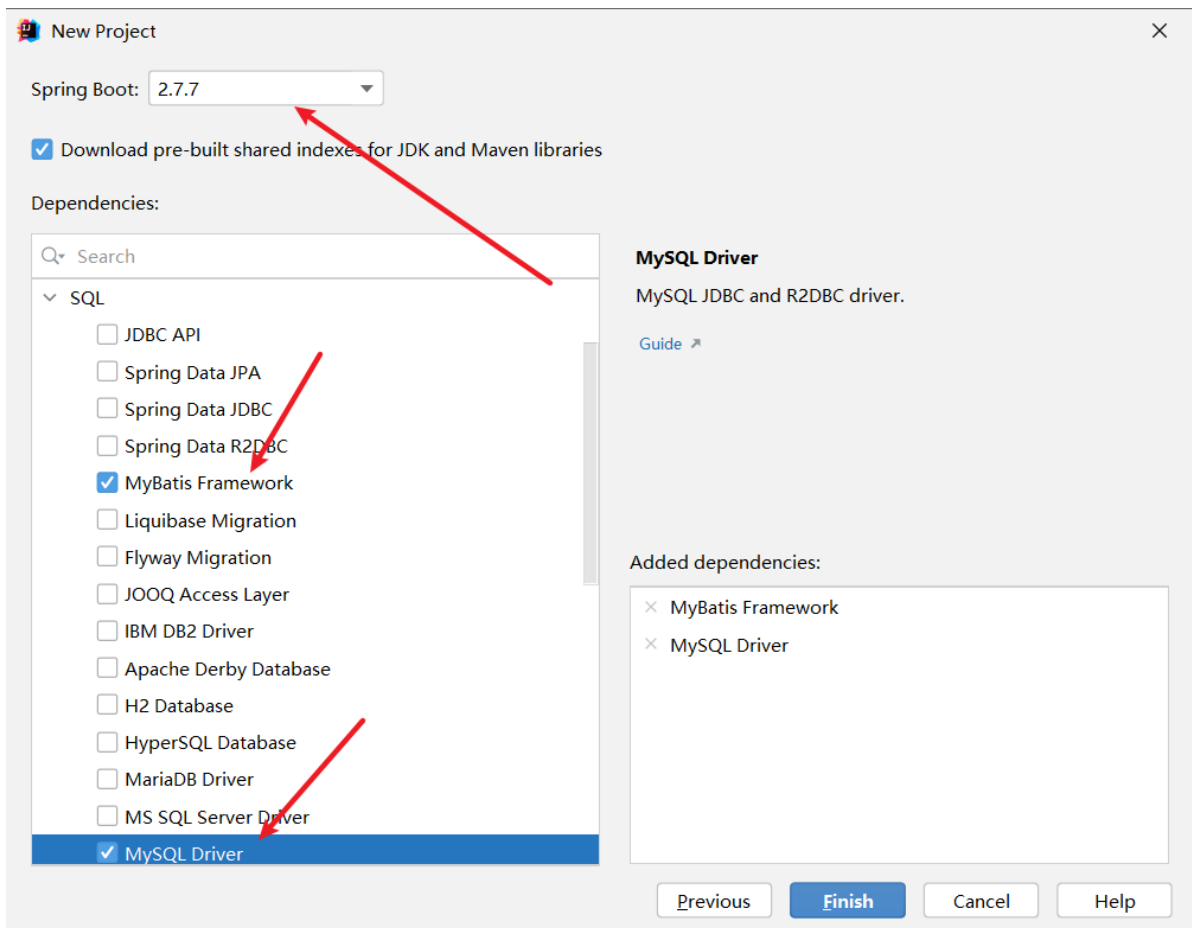 New Project
Spring Boot: 2.7.7
Download pre-built shared indexes for JDK and Maven libraries
Dependencies:
Search
SQL
JDBC API
Spring Data JPA
Spring Data JDBC
Spring Data R2DBC
MyBatis Framework
Liquibase Migration
Flyway Migration
JOOQ Access Layer
IBM DB2 Driver
Apache Derby Database
H2 Database
HyperSQL Database
MariaDB Driver
MS SQL Server Driver
MySQL Driver
MySQL Driver
MySQL JDBC and R2DBC driver.
Guide
Added dependencies:
MyBatis Framework
MySQL Driver
Previous
Finish
Cancel
Help